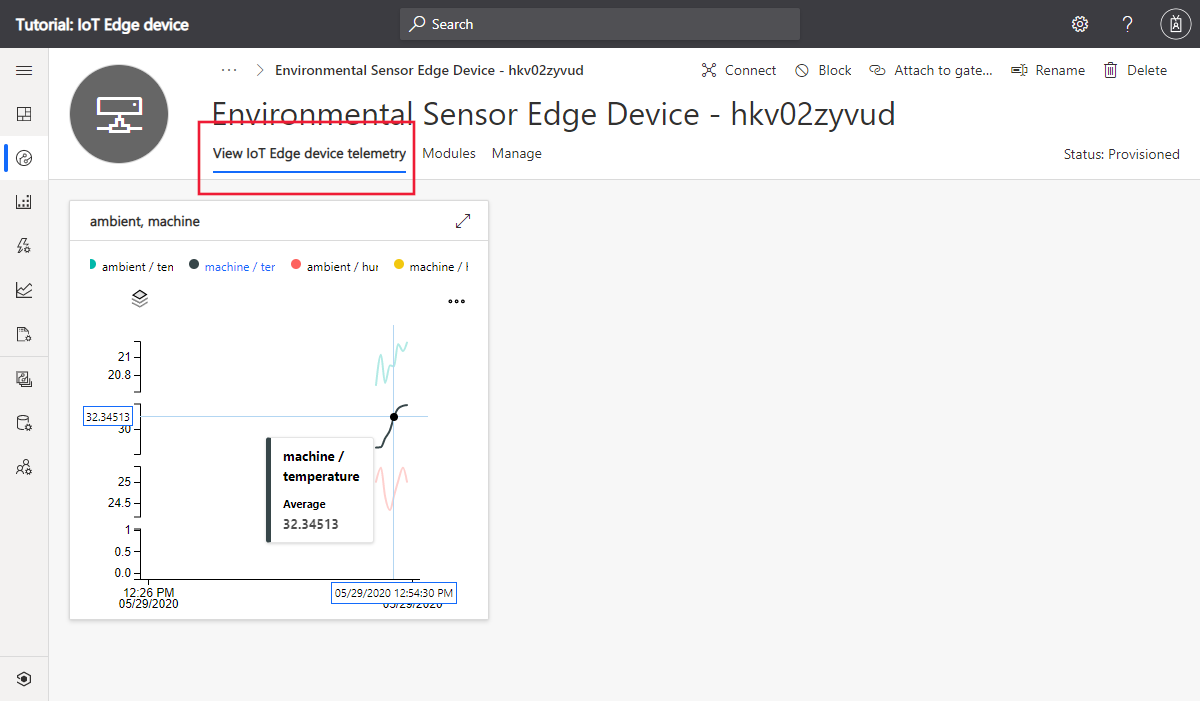 Tutorial: IoT Edge device
Search
?
··· > Environmental Sensor Edge Device - hkv02zyvud
Connect Block Attach to gate... Rename Delete
Environmental Sensor Edge Device - hkv02zyvud
View IoT Edge device telemetry Modules Manage
Status: Provisioned
ambient, machine
ambient / ten machine / ter ambient / hur machine / h
21
20.8
32.34513
30
machine /
temperature
Average
32.34513
25
24.5
1
0.5
0.0
12:26 PM
05/29/2020
05/29/2020 12:54:30 PM
05/29/2020